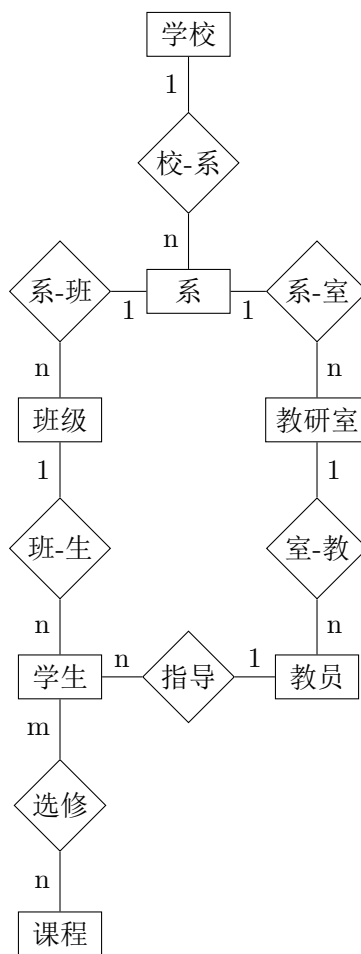 学校
1
校-系
n
系-班 1 系 1 系-室
n n
班级 教研室
1 1
班-生 室-教
n n
学生 n 指导 1 教员
m
选修
n
课程